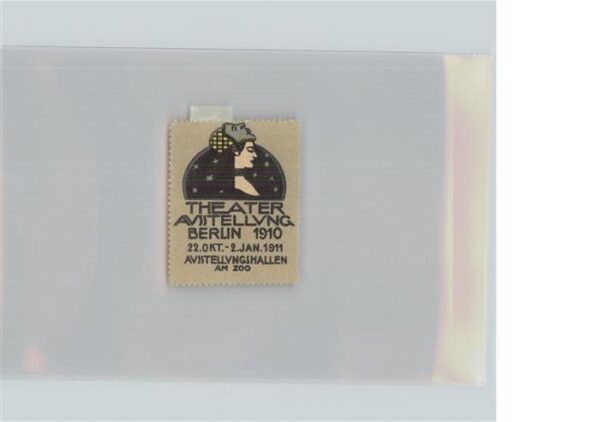 THEATER
AVSSTELLVNG
BERLIN 1910
22.OKT.-2.JAN.1911
AVSSTELLVNGSHALLEN
AM ZOO